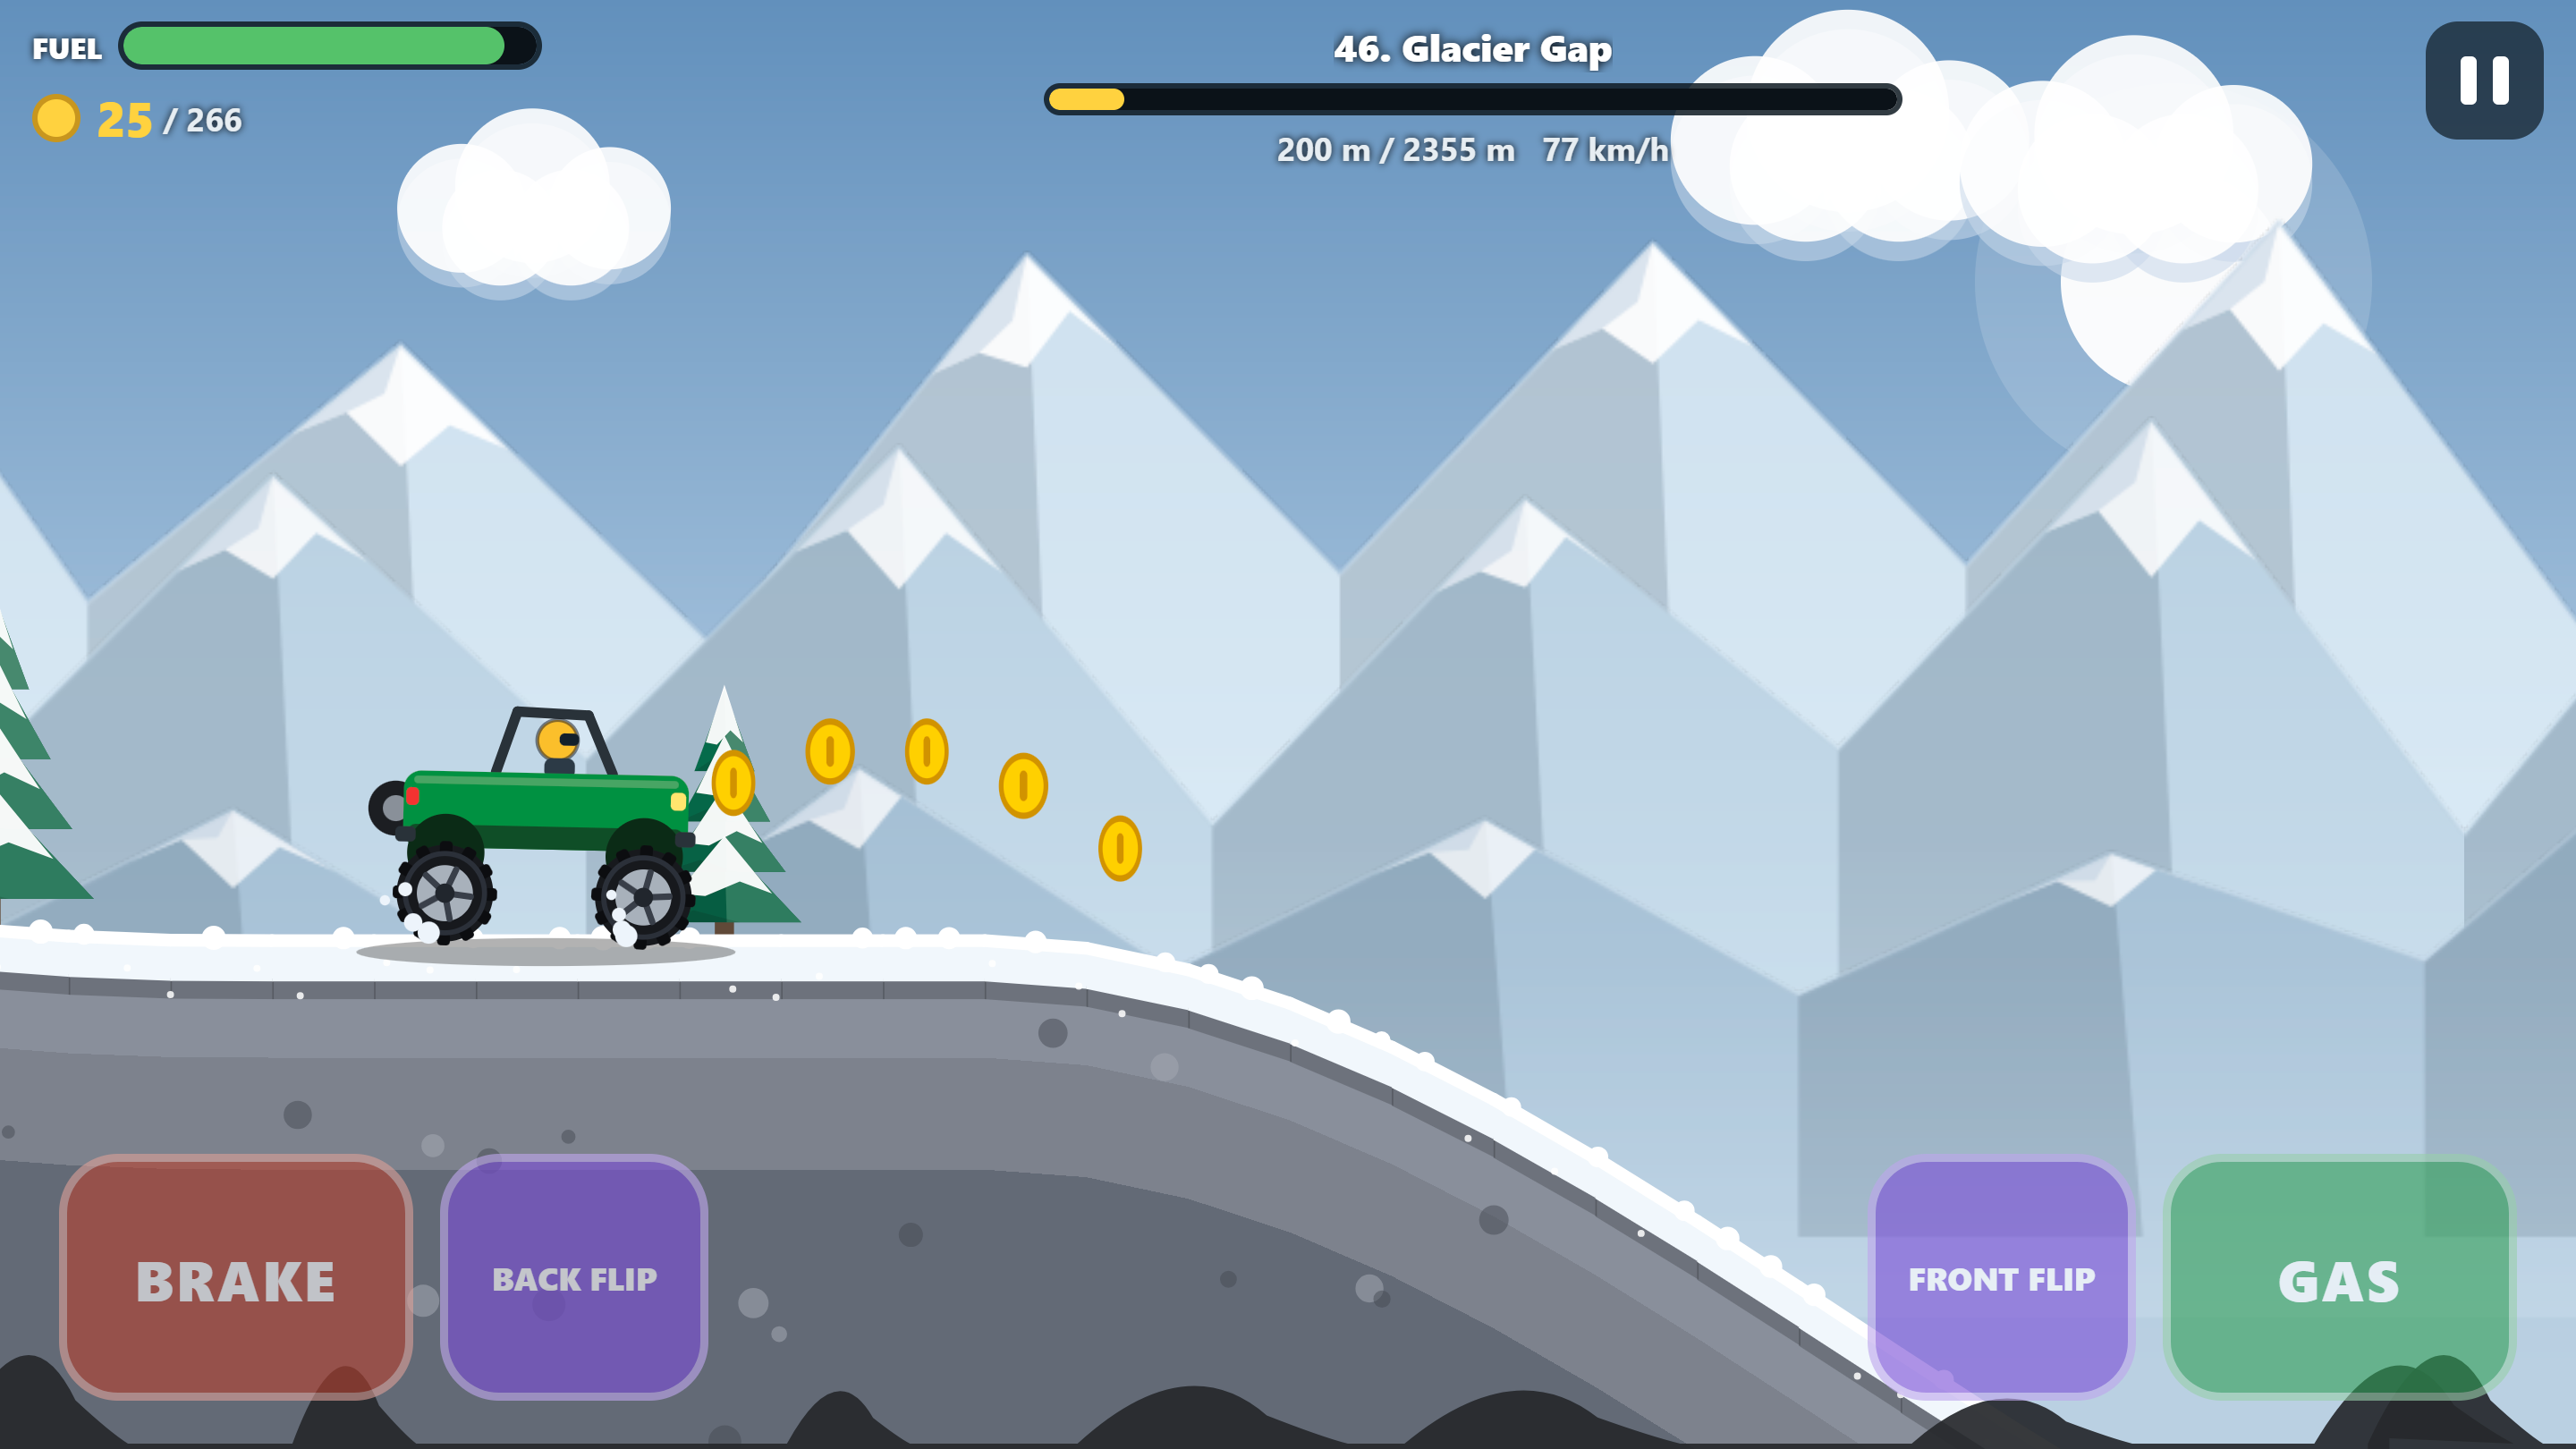 FUEL
25 / 266
46. Glacier Gap
200 m / 2355 m 77 km/h
BRAKE
BACK FLIP
FRONT FLIP
GAS